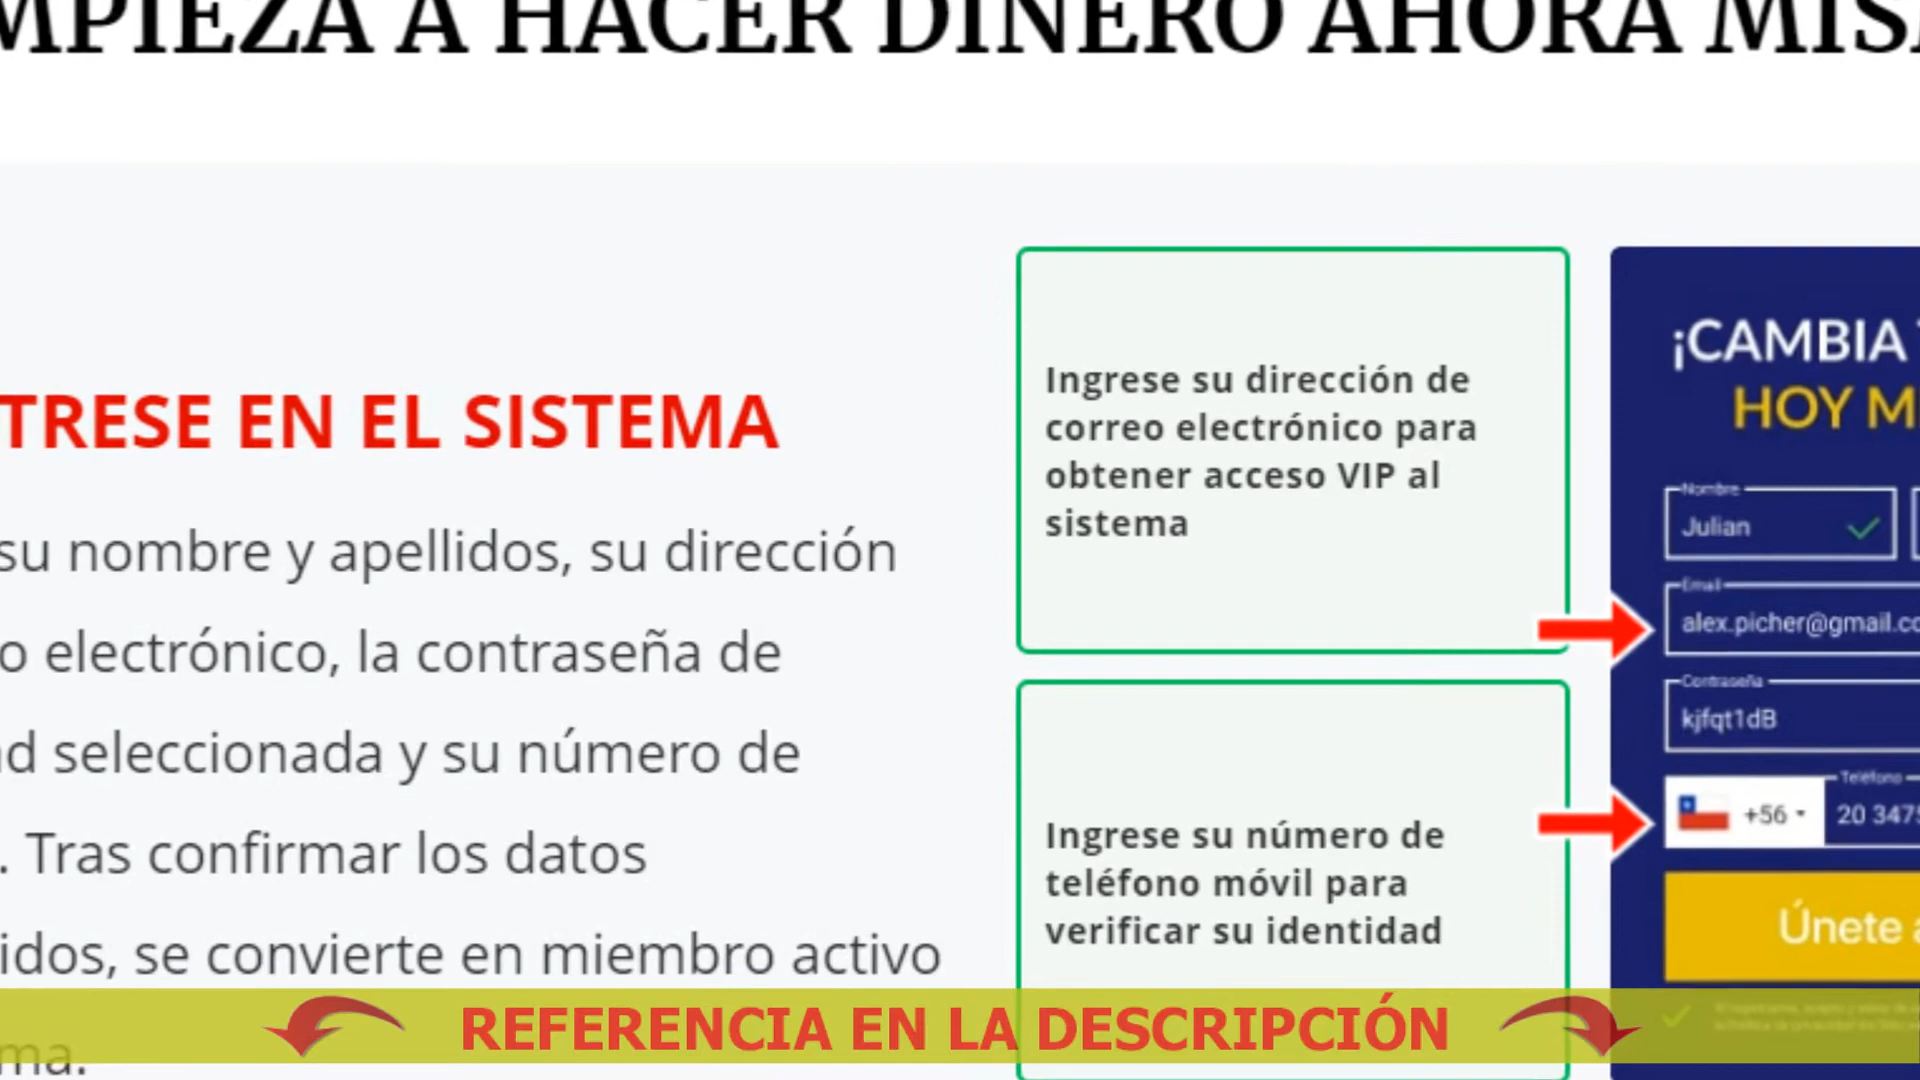 MPIEZA A HACER DINERO AHORA MIS
TRESE EN EL SISTEMA
su nombre y apellidos, su dirección
o electrónico, la contraseña de
d seleccionada y su número de
. Tras confirmar los datos
idos, se convierte en miembro activo
ma.
Ingrese su dirección de
correo electrónico para
obtener acceso VIP al
sistema
Ingrese su número de
teléfono móvil para
verificar su identidad
¡CAMBIA
HOY M
Nombre
Julian
Email
alex.picher@gmail.co
Contraseña
kjfqt1dB
Teléfono
+56
20 347
Únete a
REFERENCIA EN LA DESCRIPCIÓN